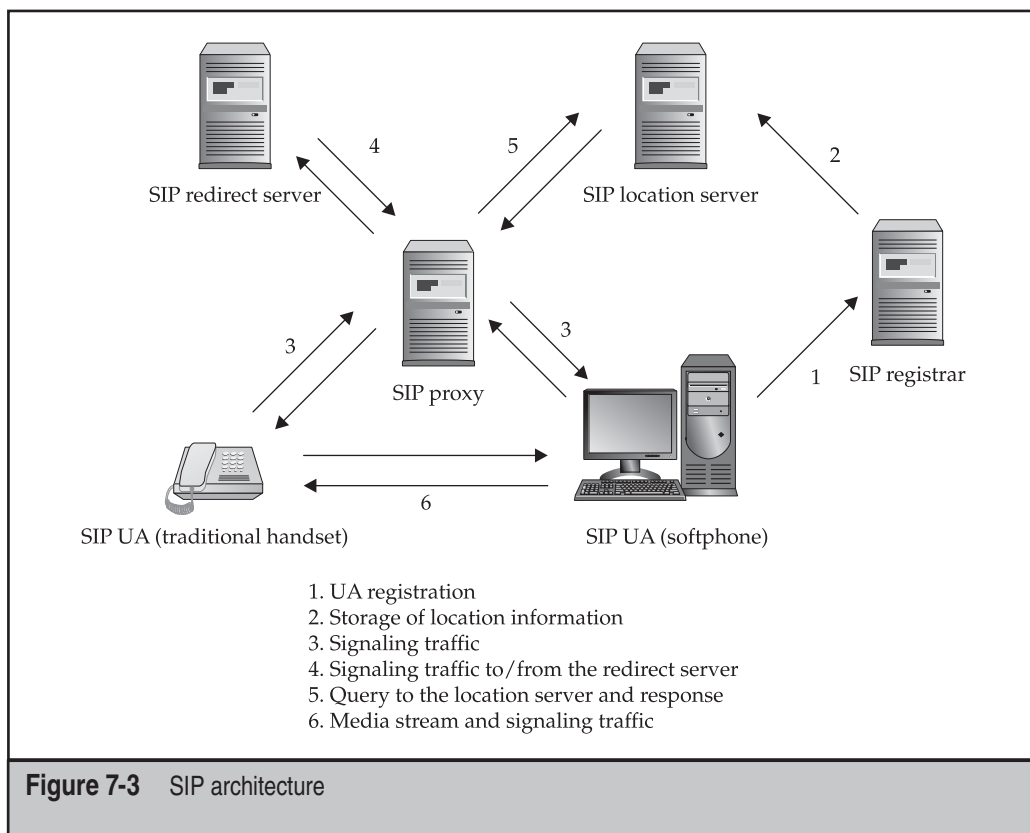 4
5
2
SIP redirect server
SIP location server
3
3
SIP proxy
1
SIP registrar
6
SIP UA (traditional handset)
SIP UA (softphone)
1. UA registration
2. Storage of location information
3. Signaling traffic
4. Signaling traffic to/from the redirect server
5. Query to the location server and response
6. Media stream and signaling traffic
Figure 7-3 SIP architecture